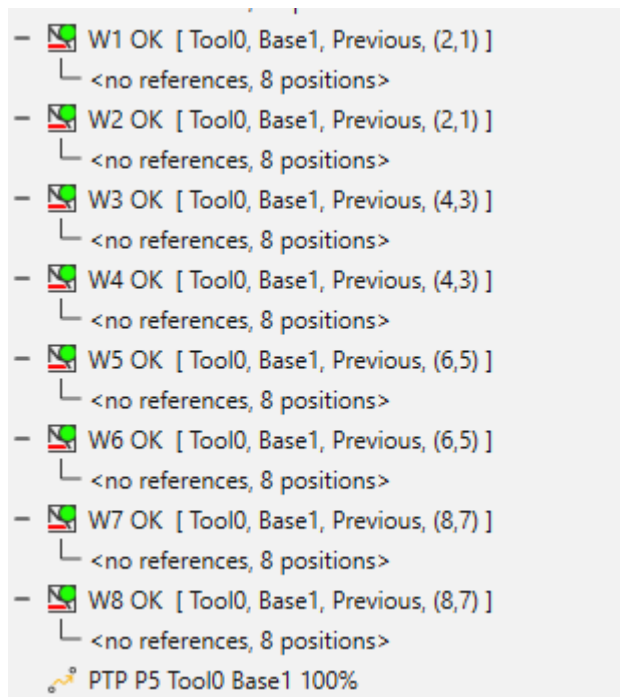 W1 OK [ Tool0, Base1, Previous, (2,1) ]
<no references, 8 positions>
W2 OK [ Tool0, Base1, Previous, (2,1) ]
<no references, 8 positions>
W3 OK [ Tool0, Base1, Previous, (4,3) ]
<no references, 8 positions>
W4 OK [ Tool0, Base1, Previous, (4,3) ]
<no references, 8 positions>
W5 OK [ Tool0, Base1, Previous, (6,5) ]
<no references, 8 positions>
W6 OK [ Tool0, Base1, Previous, (6,5) ]
<no references, 8 positions>
W7 OK [ Tool0, Base1, Previous, (8,7) ]
<no references, 8 positions>
W8 OK [ Tool0, Base1, Previous, (8,7) ]
<no references, 8 positions>
PTP P5 Tool0 Base1 100%